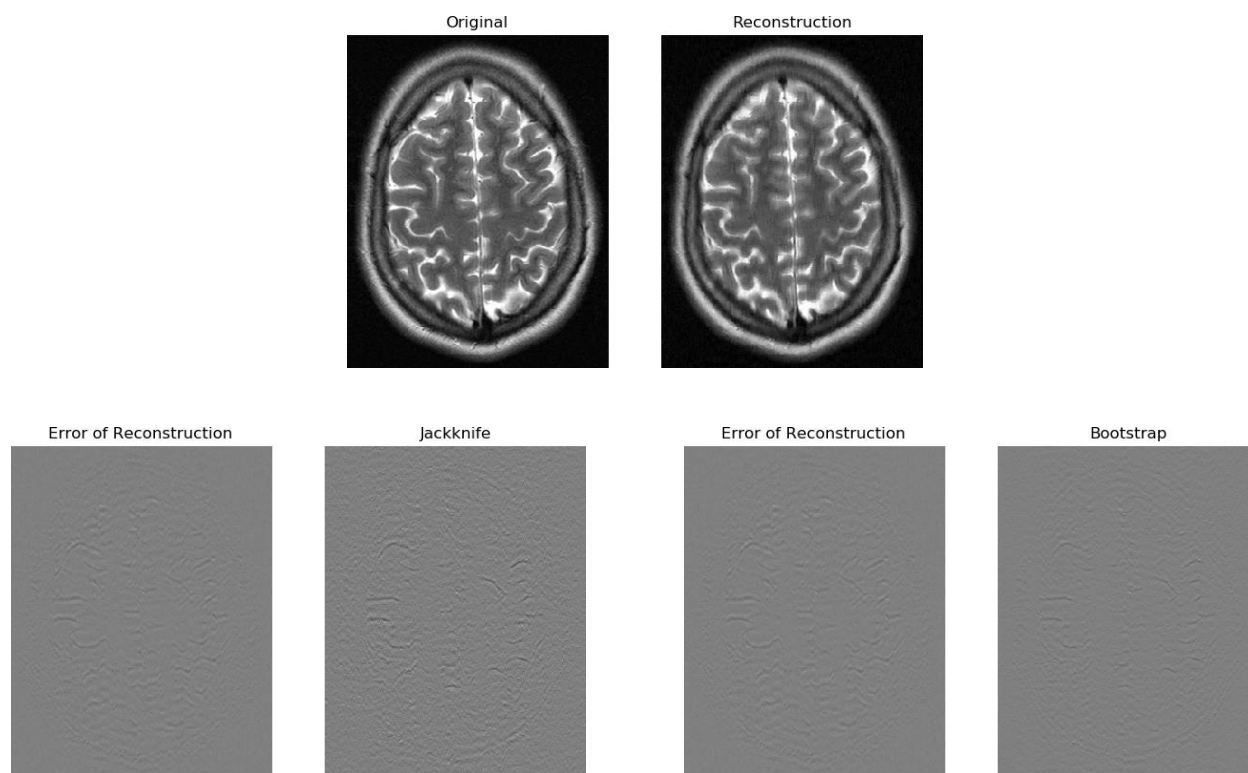 Original
Reconstruction
Error of Reconstruction
Jackknife
Error of Reconstruction
Bootstrap